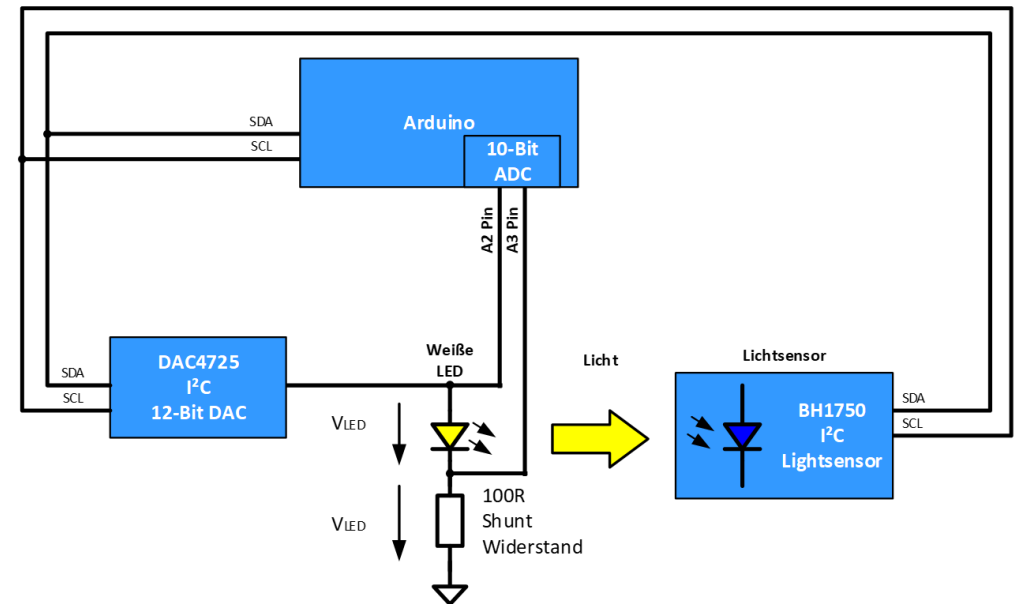 SDA
SCL
Arduino
10-Bit
ADC
A2 Pin
A3 Pin
DAC4725
I²C
12-Bit DAC
SDA
SCL
Weiße
LED
VLED
VLED
100R
Shunt
Widerstand
Licht
Lichtsensor
BH1750
I²C
Lightsensor
SDA
SCL